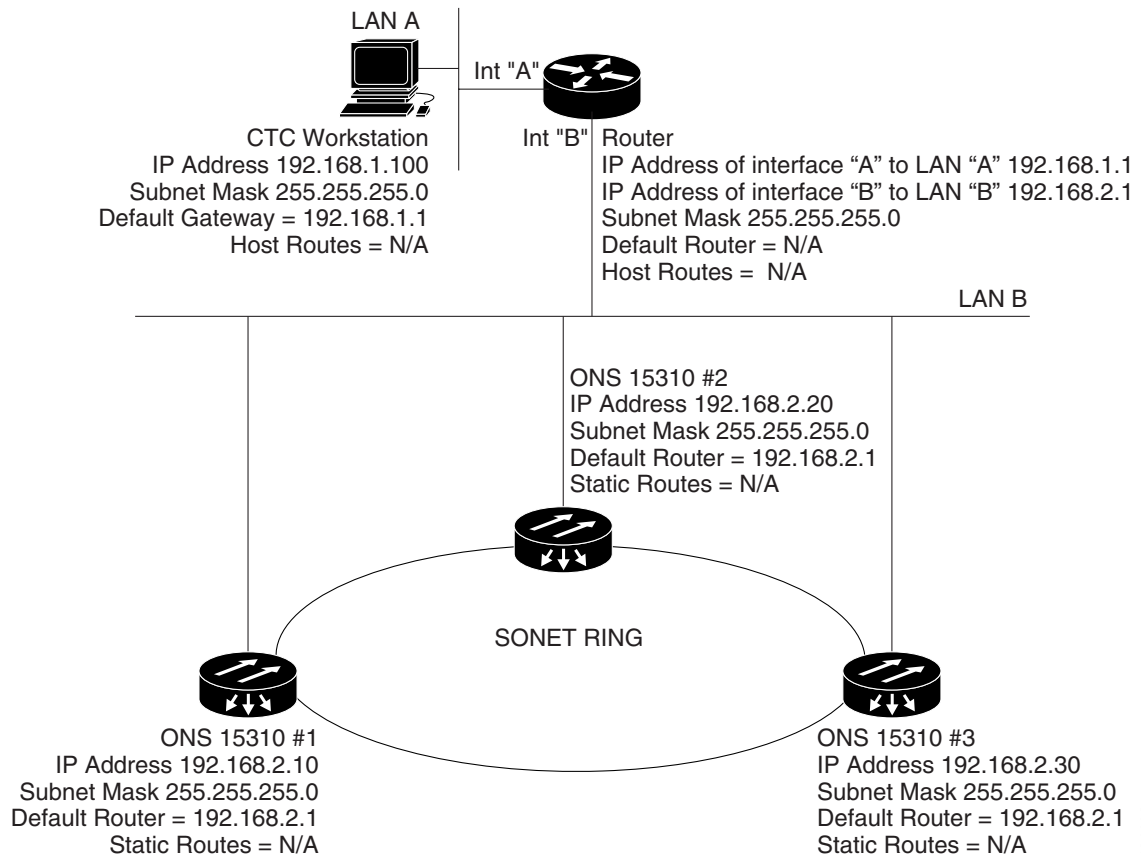 LAN A
Int "A"
CTC Workstation
IP Address 192.168.1.100
Subnet Mask 255.255.255.0
Default Gateway = 192.168.1.1
Host Routes = N/A
Int "B"
Router
IP Address of interface “A” to LAN “A” 192.168.1.1
IP Address of interface “B” to LAN “B” 192.168.2.1
Subnet Mask 255.255.255.0
Default Router = N/A
Host Routes = N/A
LAN B
ONS 15310 #2
IP Address 192.168.2.20
Subnet Mask 255.255.255.0
Default Router = 192.168.2.1
Static Routes = N/A
SONET RING
ONS 15310 #1
IP Address 192.168.2.10
Subnet Mask 255.255.255.0
Default Router = 192.168.2.1
Static Routes = N/A
ONS 15310 #3
IP Address 192.168.2.30
Subnet Mask 255.255.255.0
Default Router = 192.168.2.1
Static Routes = N/A